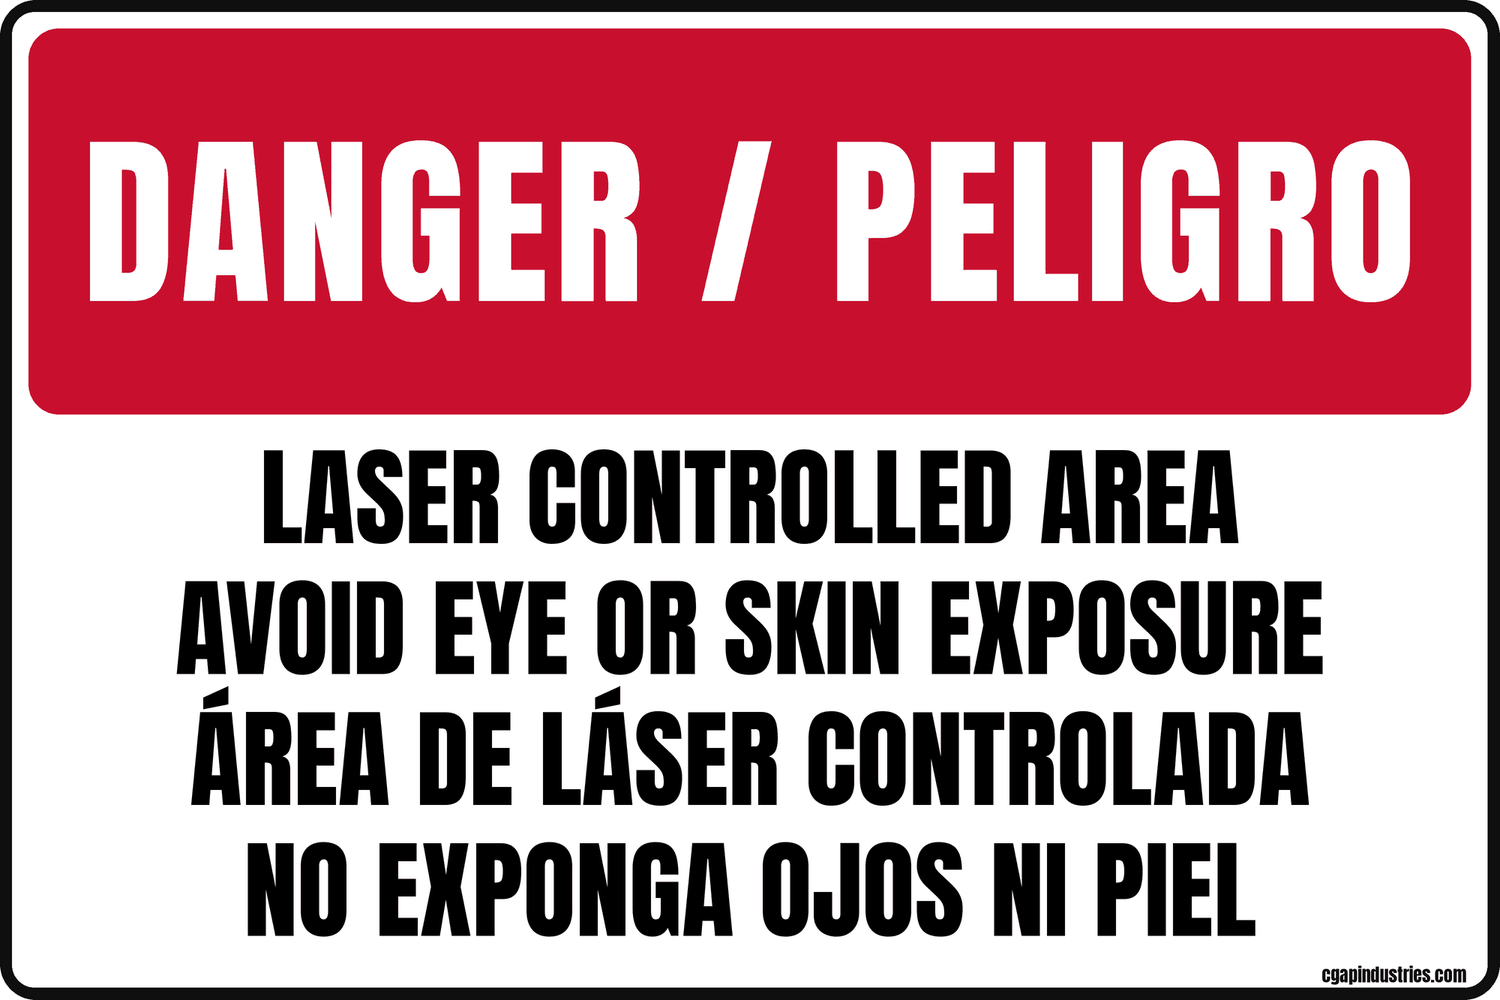 DANGER / PELIGRO
LASER CONTROLLED AREA
AVOID EYE OR SKIN EXPOSURE
ÁREA DE LÁSER CONTROLADA
NO EXPONGA OJOS NI PIEL
cgapindustries.com